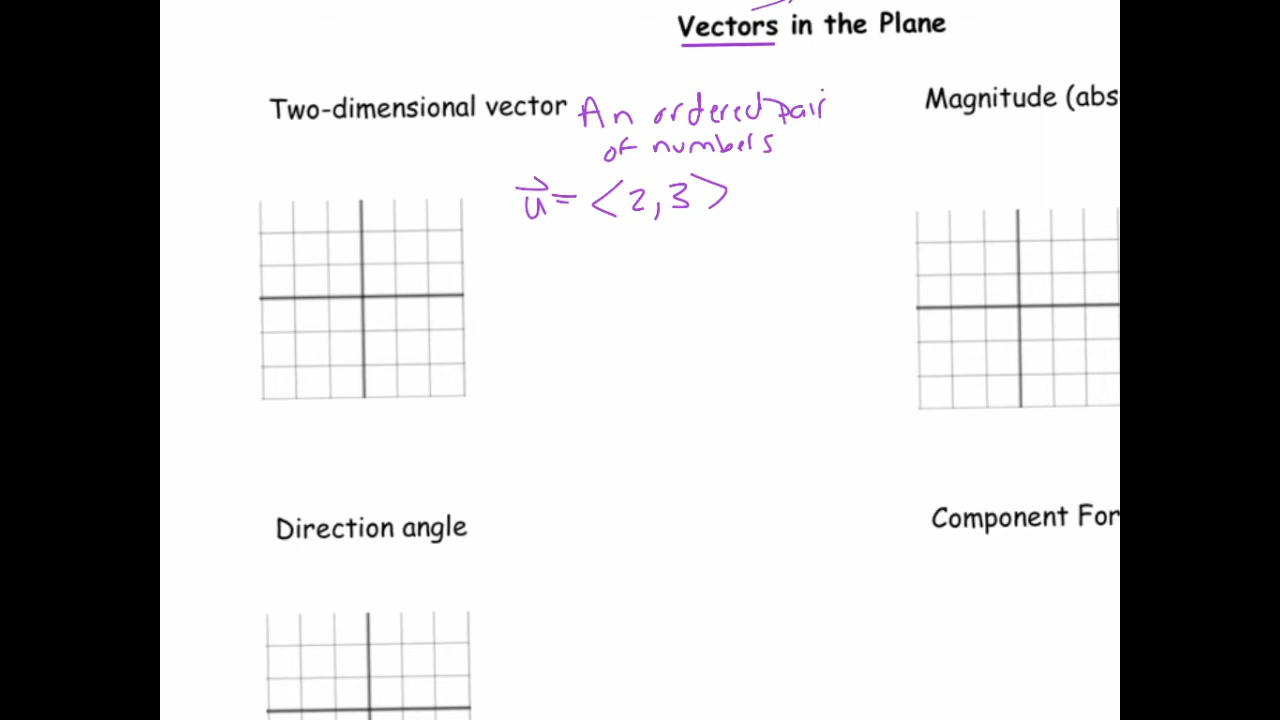 Vectors in the Plane
Two-dimensional vector An ordered pair
of numbers
Magnitude (abs
u⃗ = <2,3>
Direction angle
Component For